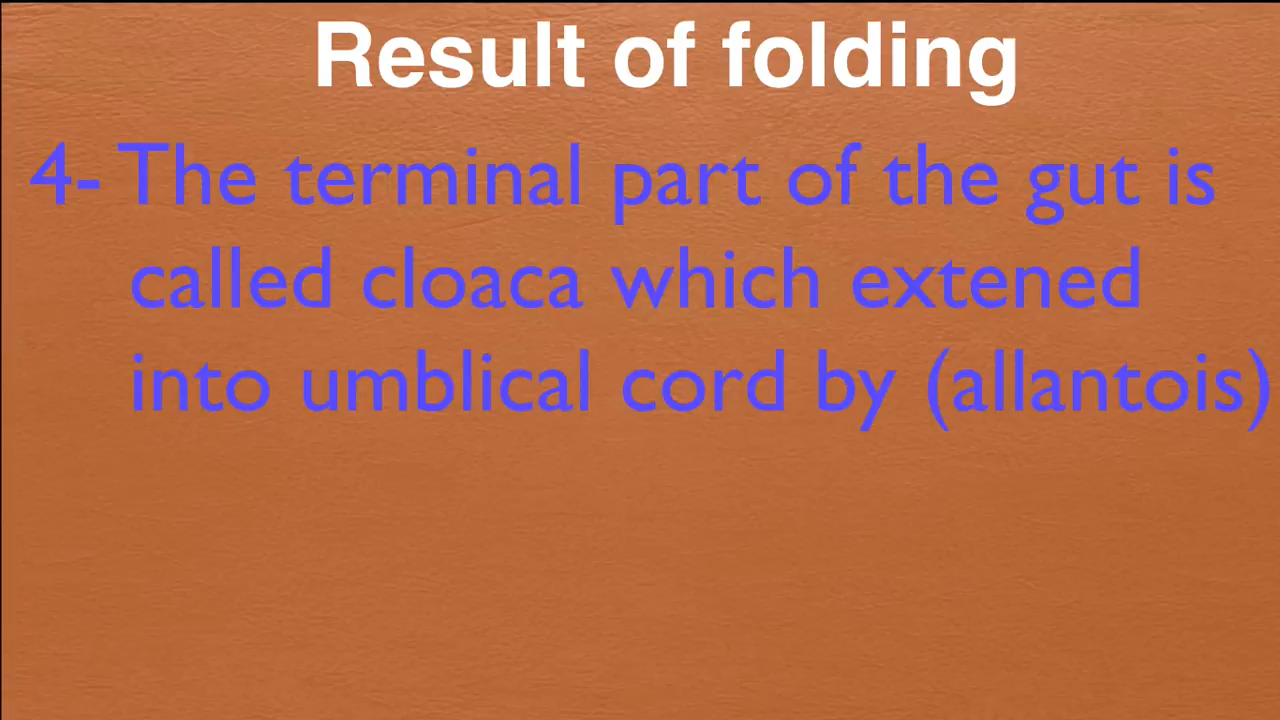 Result of folding
4- The terminal part of the gut is
called cloaca which extened
into umblical cord by (allantois)